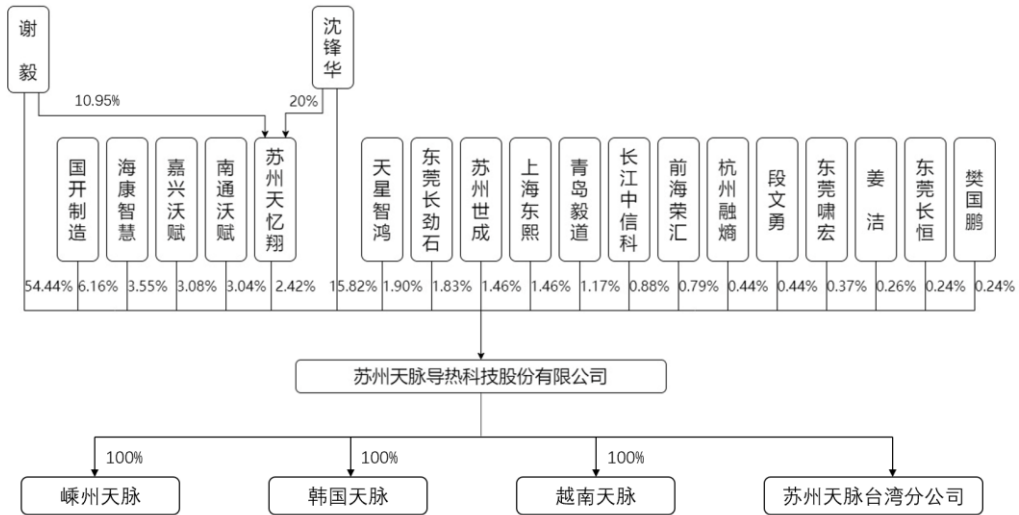 谢毅
沈锋华
10.95%
20%
国开制造
海康智慧
嘉兴沃赋
南通沃赋
苏州天忆翔
天星智鸿
东莞长劲石
苏州世成
上海东熙
青岛毅道
长江中信科
前海荣汇
杭州融熵
段文勇
东莞啸宏
姜洁
东莞长恒
樊国鹏
54.44% 6.16% 3.55% 3.08% 3.04% 2.42% 15.82% 1.90% 1.83% 1.46% 1.46% 1.17% 0.88% 0.79% 0.44% 0.44% 0.37% 0.26% 0.24% 0.24%
苏州天脉导热科技股份有限公司
100% 100% 100%
嵊州天脉 韩国天脉 越南天脉 苏州天脉台湾分公司